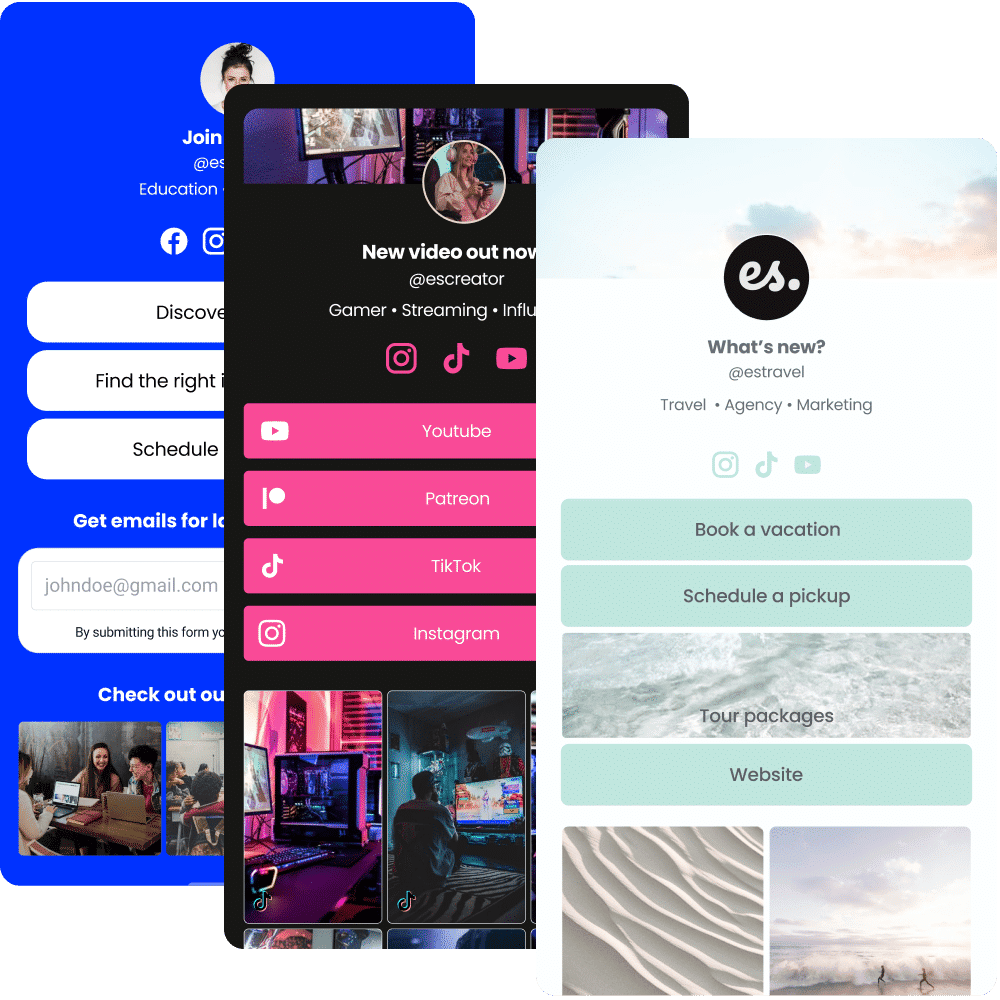 Join
@es
Education •
Discove
Find the right i
Schedule
Get emails for lo
johndoe@gmail.com
By submitting this form yo
Check out ou
New video out now
@escreator
Gamer • Streaming • Influ
Youtube
Patreon
TikTok
Instagram
es.
What's new?
@estravel
Travel • Agency • Marketing
Book a vacation
Schedule a pickup
Tour packages
Website